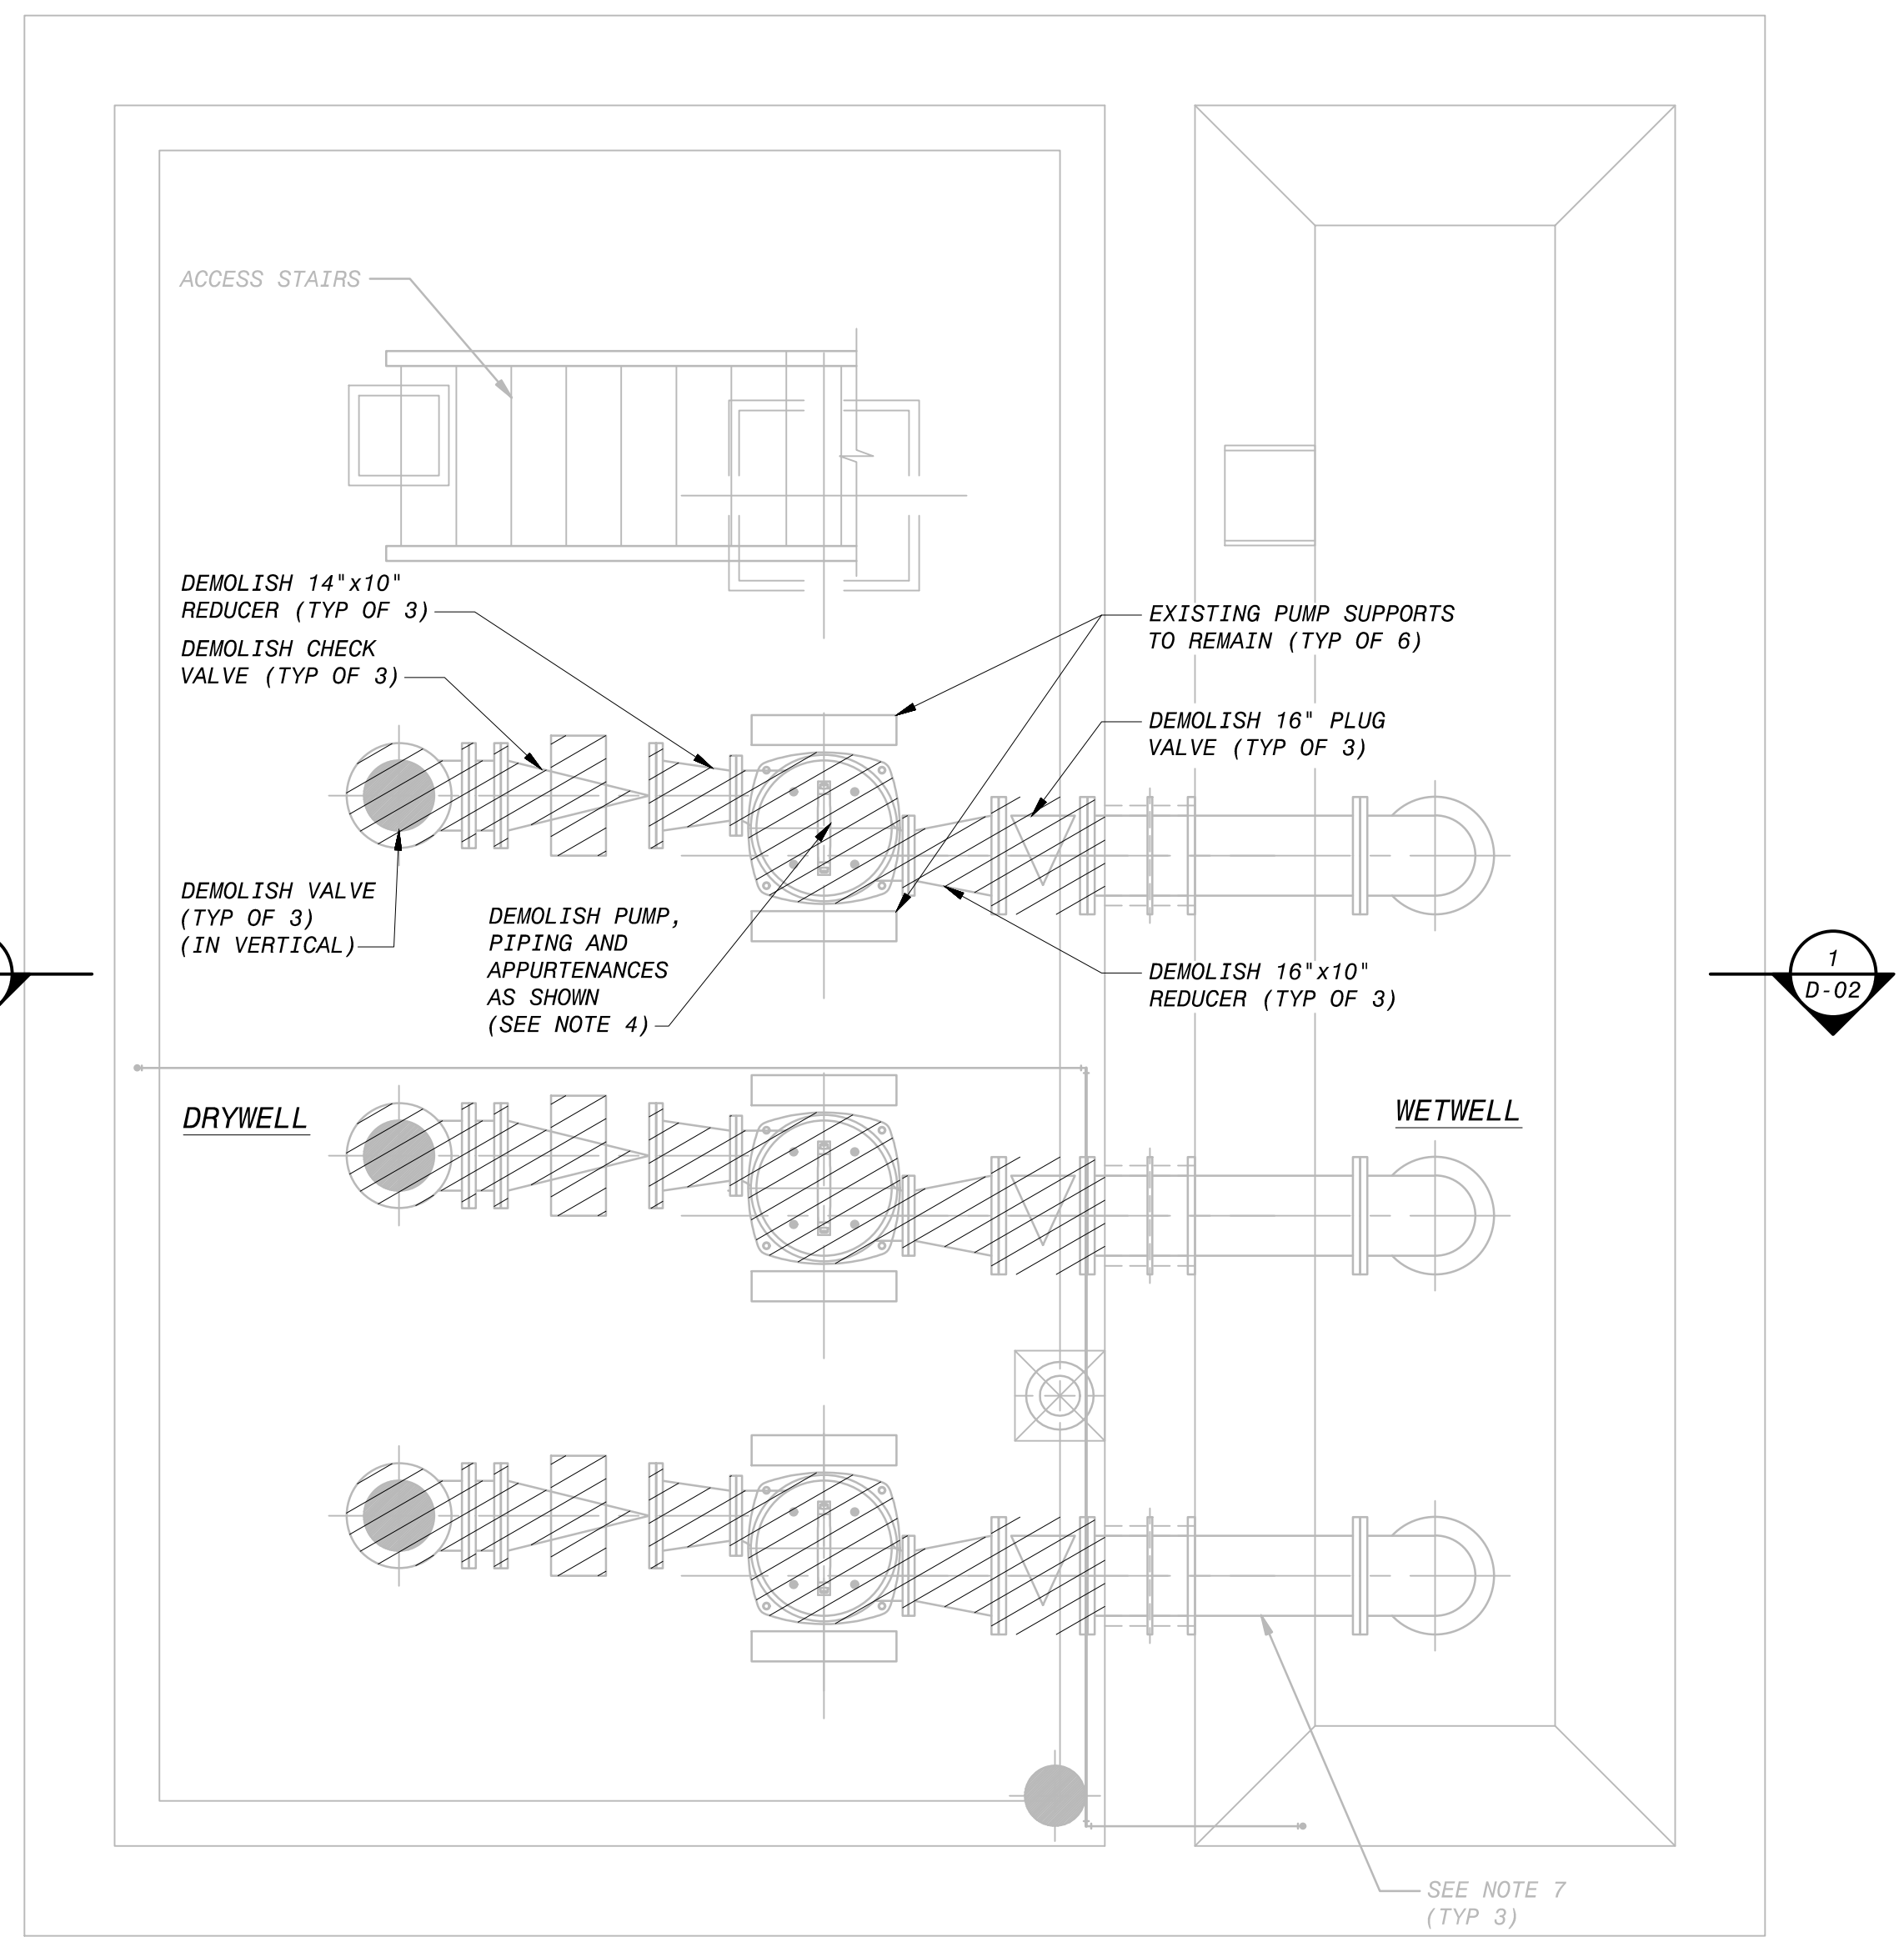 ACCESS STAIRS
DEMOLISH 14"x10"
REDUCER (TYP OF 3)
DEMOLISH CHECK
VALVE (TYP OF 3)
EXISTING PUMP SUPPORTS
TO REMAIN (TYP OF 6)
DEMOLISH 16" PLUG
VALVE (TYP OF 3)
DEMOLISH VALVE
(TYP OF 3)
(IN VERTICAL)
DEMOLISH PUMP,
PIPING AND
APPURTENANCES
AS SHOWN
(SEE NOTE 4)
DEMOLISH 16"x10"
REDUCER (TYP OF 3)
1
D-02
DRYWELL
WETWELL
SEE NOTE 7
(TYP 3)